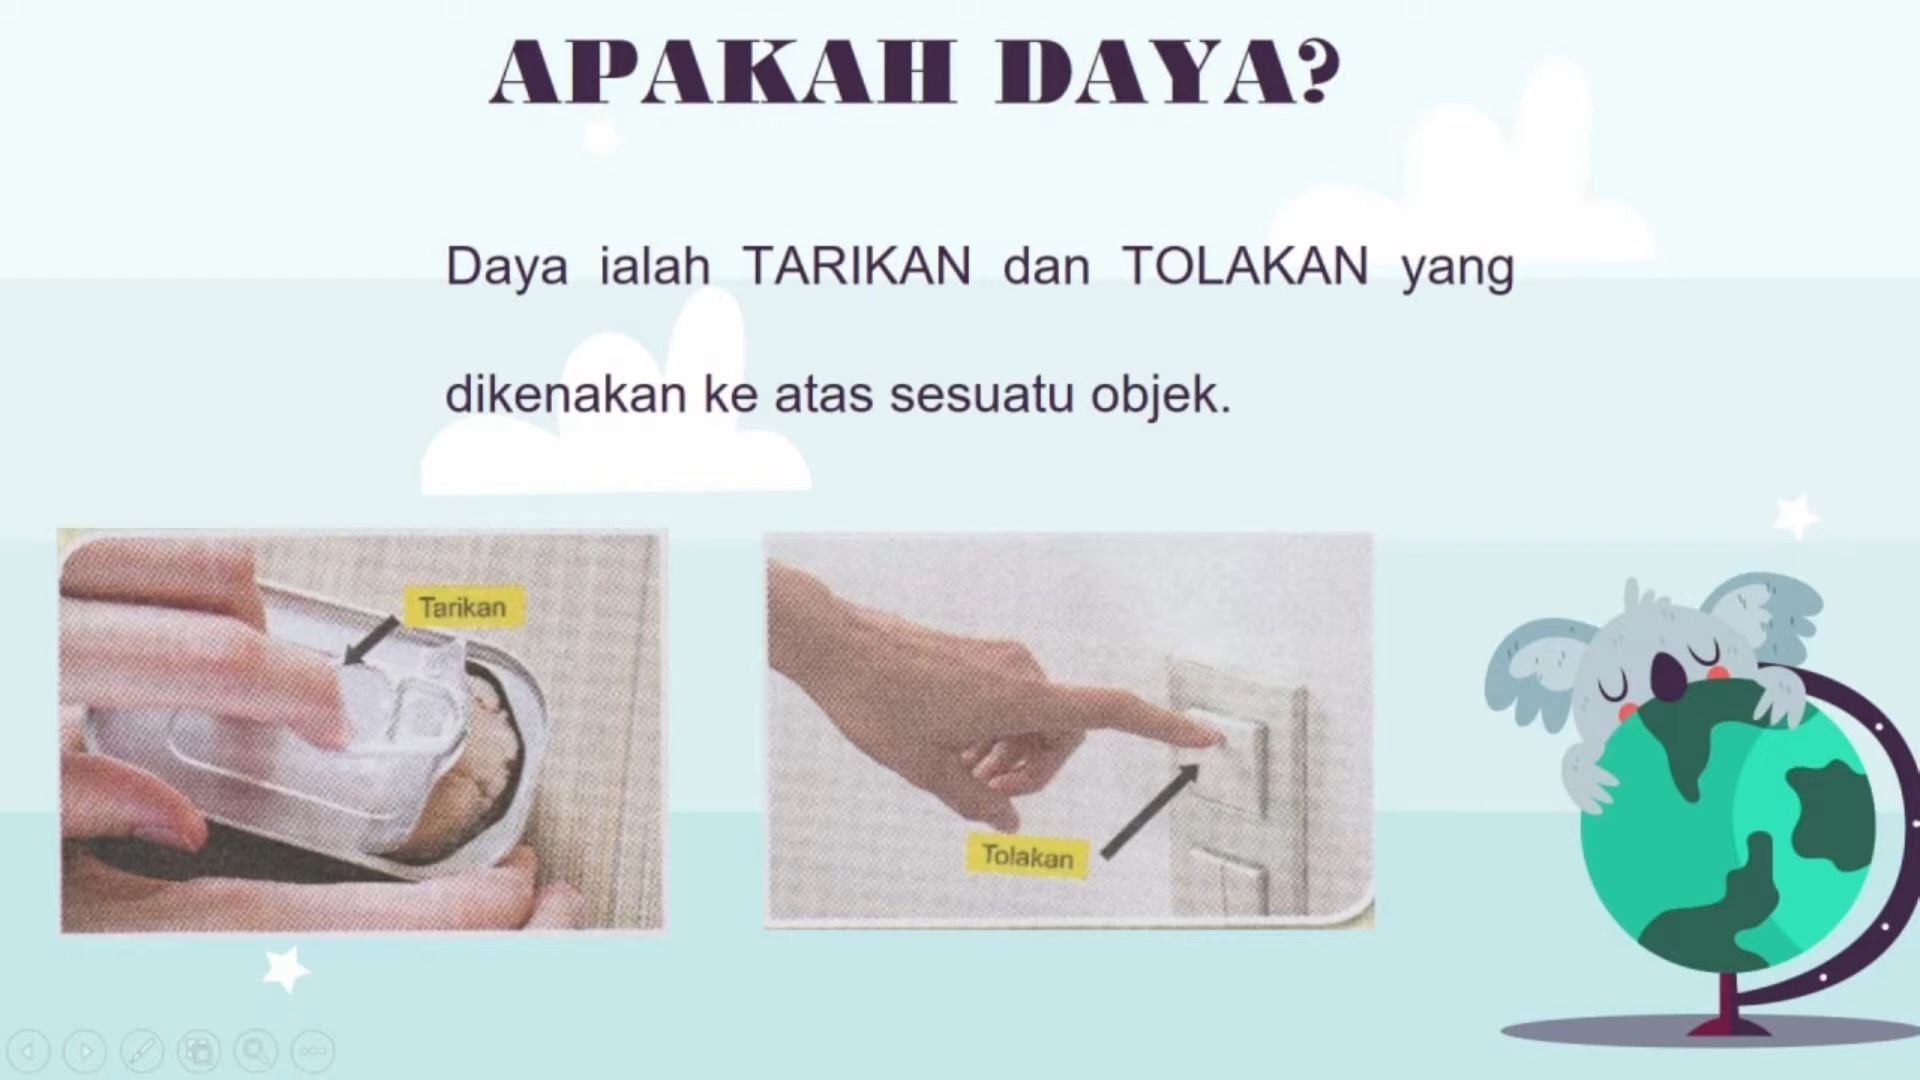 APAKAH DAYA?
Daya ialah TARIKAN dan TOLAKAN yang
dikenakan ke atas sesuatu objek.
Tarikan
Tolakan